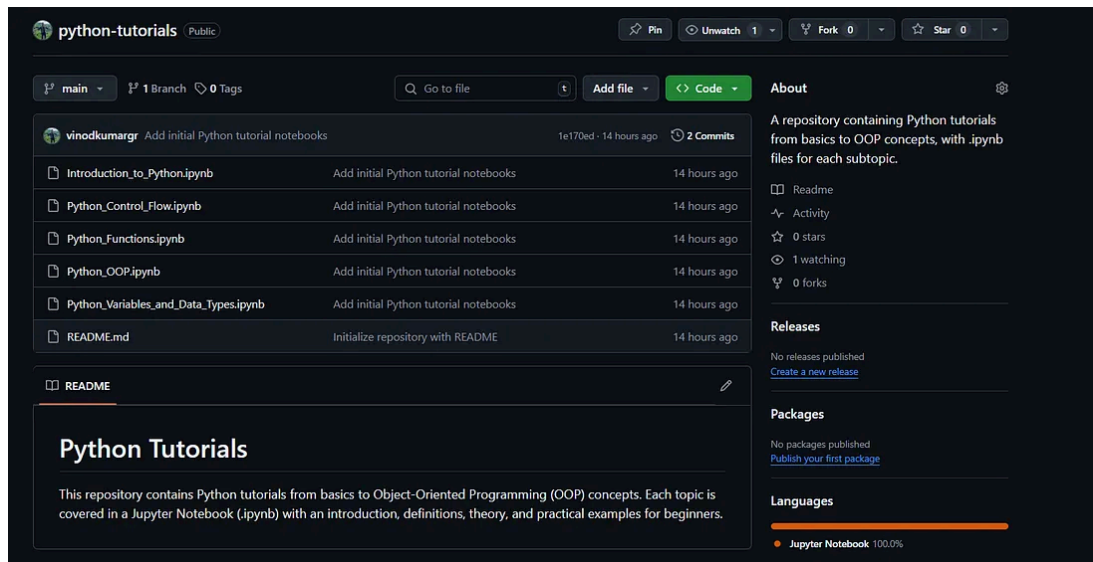 python-tutorials Public
Pin Unwatch 1 Fork 0 Star 0
main 1 Branch 0 Tags Go to file t Add file Code
vinodkumargr Add initial Python tutorial notebooks 1e170ed · 14 hours ago 2 Commits
Introduction_to_Python.ipynb Add initial Python tutorial notebooks 14 hours ago
Python_Control_Flow.ipynb Add initial Python tutorial notebooks 14 hours ago
Python_Functions.ipynb Add initial Python tutorial notebooks 14 hours ago
Python_OOP.ipynb Add initial Python tutorial notebooks 14 hours ago
Python_Variables_and_Data_Types.ipynb Add initial Python tutorial notebooks 14 hours ago
README.md Initialize repository with README 14 hours ago
README
Python Tutorials
This repository contains Python tutorials from basics to Object-Oriented Programming (OOP) concepts. Each topic is
covered in a Jupyter Notebook (.ipynb) with an introduction, definitions, theory, and practical examples for beginners.
About
A repository containing Python tutorials
from basics to OOP concepts, with .ipynb
files for each subtopic.
Readme
Activity
0 stars
1 watching
0 forks
Releases
No releases published
Create a new release
Packages
No packages published
Publish your first package
Languages
Jupyter Notebook 100.0%